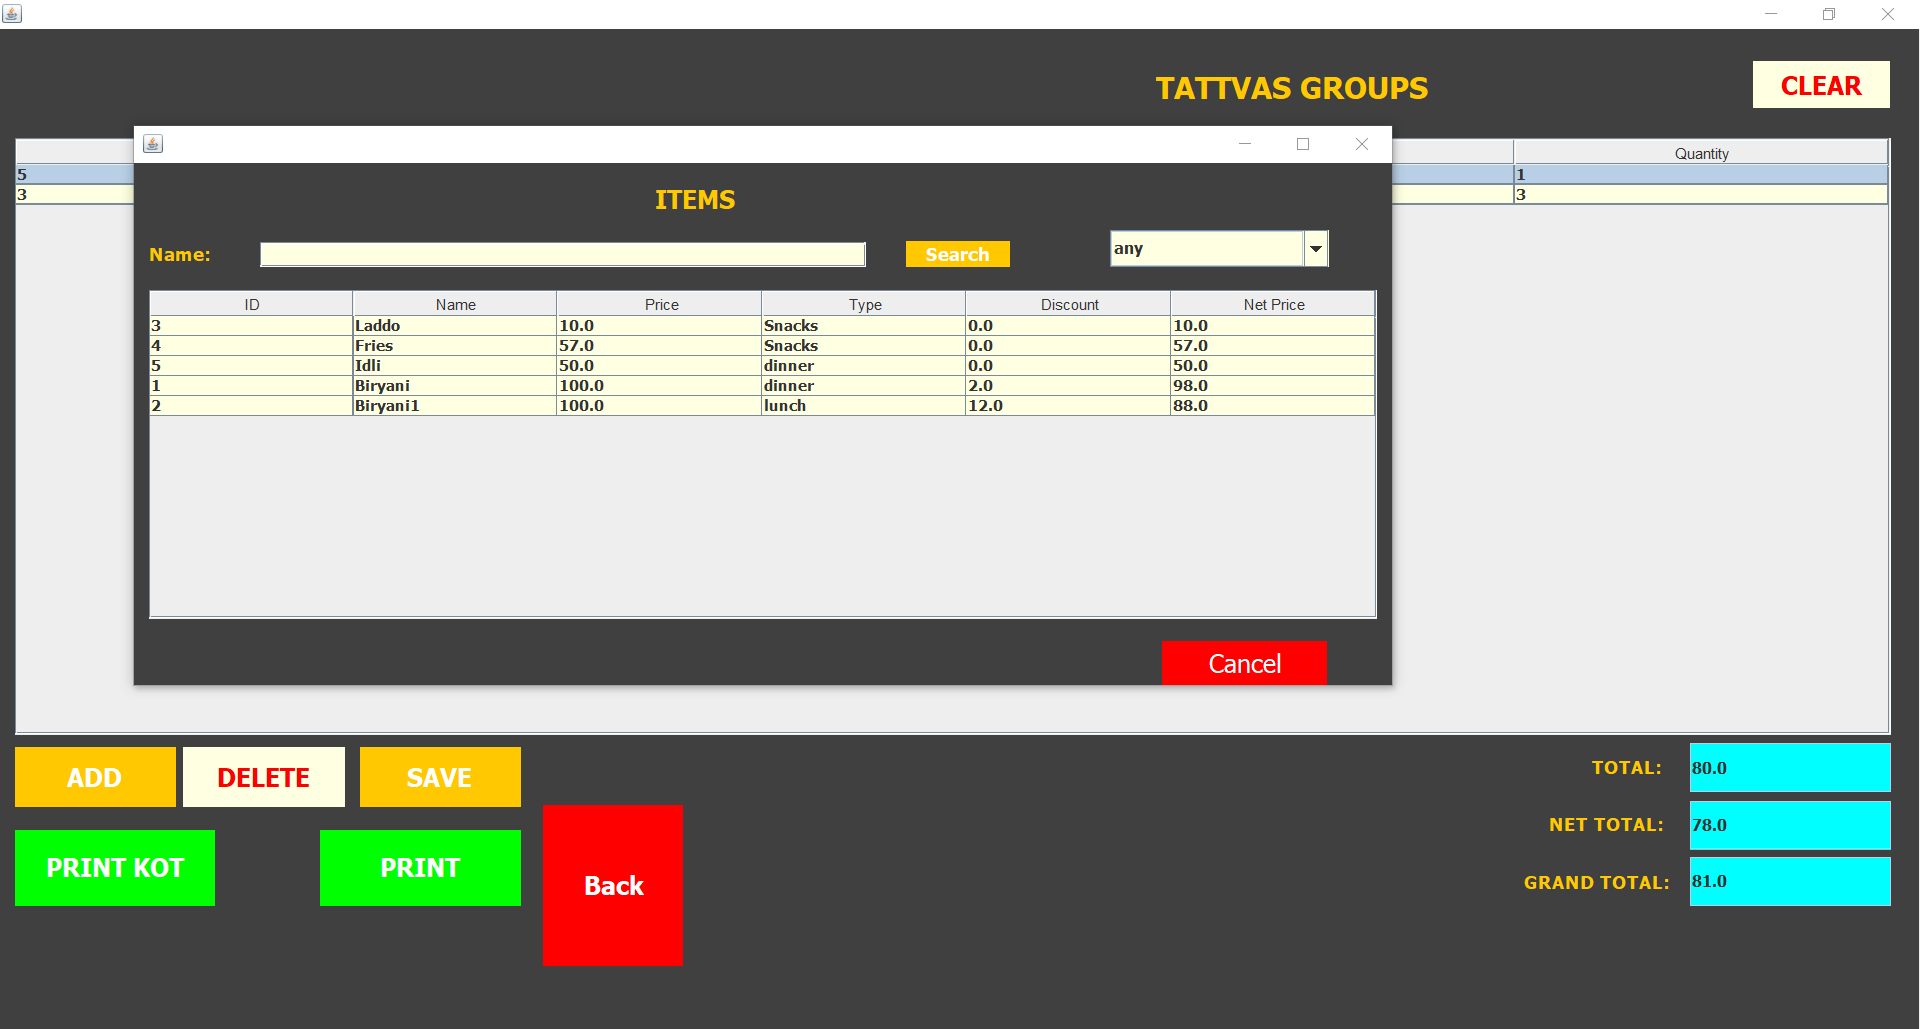 TATTVAS GROUPS
CLEAR
Quantity
5 1
3 3
ITEMS
Name: Search any
ID Name Price Type Discount Net Price
3 Laddo 10.0 Snacks 0.0 10.0
4 Fries 57.0 Snacks 0.0 57.0
5 Idli 50.0 dinner 0.0 50.0
1 Biryani 100.0 dinner 2.0 98.0
2 Biryani1 100.0 lunch 12.0 88.0
Cancel
ADD DELETE SAVE
PRINT KOT PRINT
Back
TOTAL: 80.0
NET TOTAL: 78.0
GRAND TOTAL: 81.0